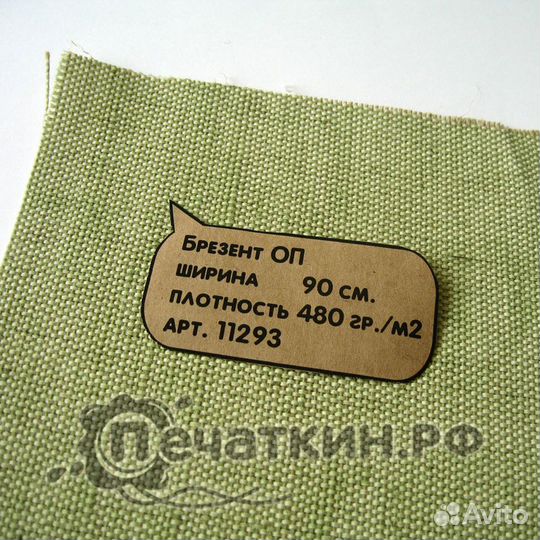 Брезент ОП
ширина 90 см.
плотность 480 гр./м2
арт. 11293
Печаткин.рф
Avito